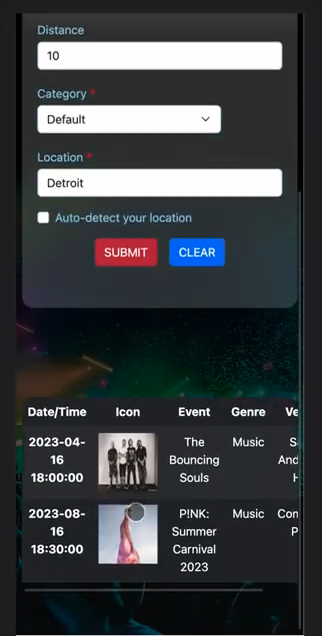 Distance
10
Category *
Default
Location *
Detroit
Auto-detect your location
SUBMIT CLEAR
Date/Time Icon Event Genre Ve
2023-04-
16
18:00:00
The
Bouncing
Souls
Music
S
And
H
2023-08-
16
18:30:00
P!NK:
Summer
Carnival
2023
Music
Com
P